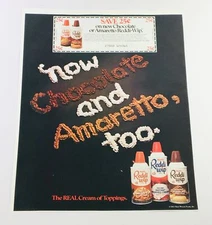 SAVE 25¢
on new Chocolate
or Amaretto Reddi Wip.
now
Chocolate
and
Amaretto,
too.
Reddi
wip
Reddi
wip
Reddi
wip
The REAL Cream of Toppings.